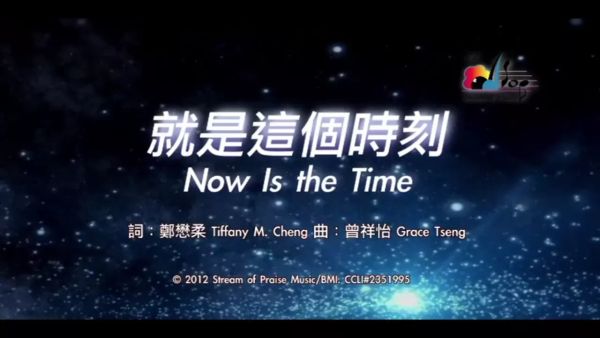 就是這個時刻
Now Is the Time
詞：鄭懋柔 Tiffany M. Cheng 曲：曾祥怡 Grace Tseng
© 2012 Stream of Praise Music/BMI. CCLI#2351995